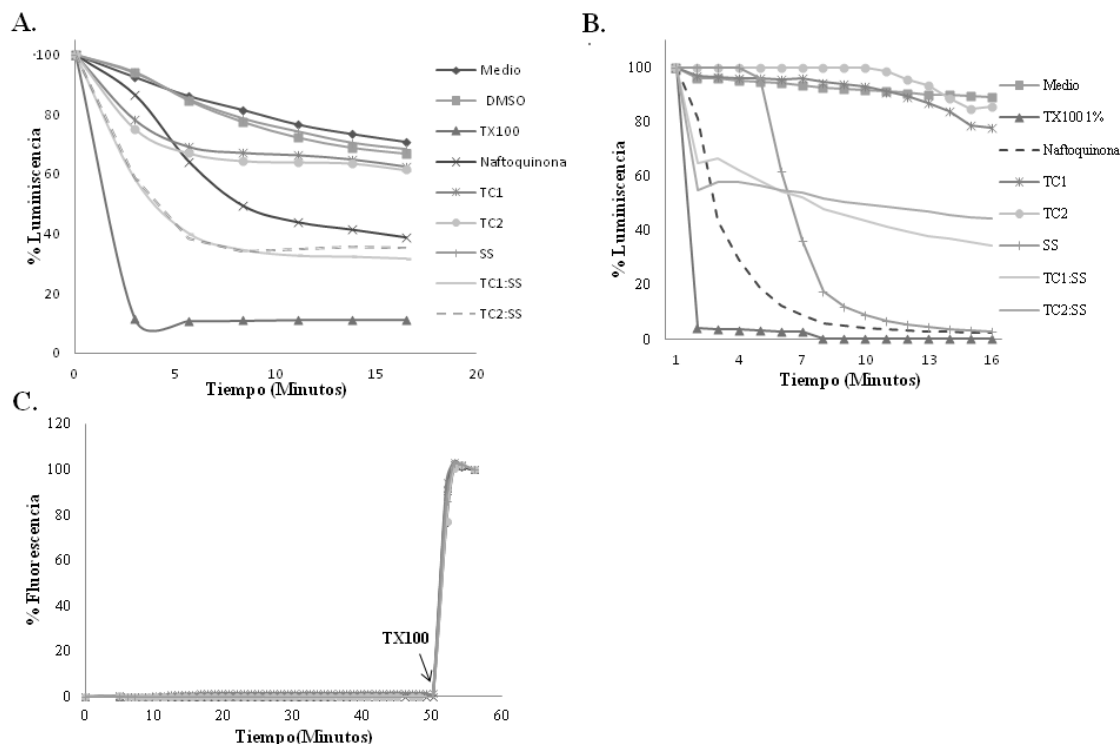 A.
100
80
60
40
20
0
% Luminiscencia
0 5 10 15 20
Tiempo (Minutos)
Medio
DMSO
TX100
Naftoquinona
TC1
TC2
SS
TC1:SS
TC2:SS
B.
100
80
60
40
20
0
% Luminiscencia
1 4 7 10 13 16
Tiempo (Minutos)
Medio
TX100 1%
Naftoquinona
TC1
TC2
SS
TC1:SS
TC2:SS
C.
120
100
80
60
40
20
0
% Fluorescencia
TX100
0 10 20 30 40 50 60
Tiempo(Minutos)